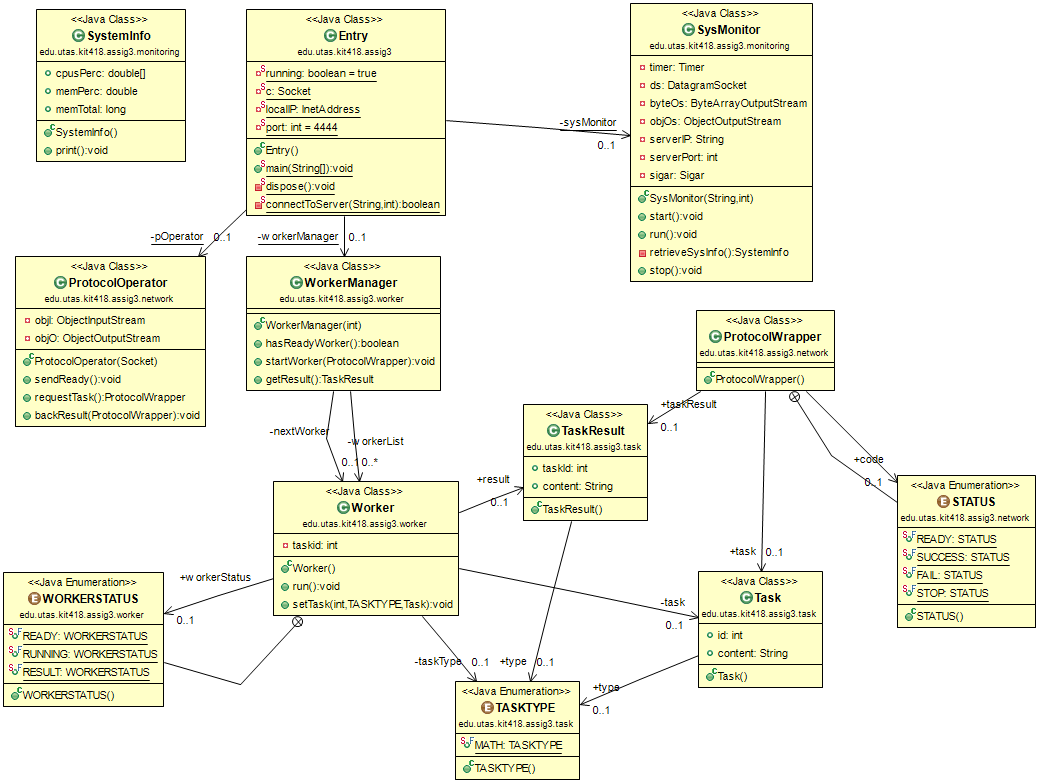 <<Java Class>>
SystemInfo
edu.utas.kit418.assig3.monitoring
cpusPerc: double[]
memPerc: double
memTotal: long
SystemInfo()
print():void
<<Java Class>>
Entry
edu.utas.kit418.assig3
running: boolean = true
c: Socket
localIP: InetAddress
port: int = 4444
Entry()
main(String[]):void
dispose():void
connectToServer(String,int):boolean
<<Java Class>>
SysMonitor
edu.utas.kit418.assig3.monitoring
timer: Timer
ds: DatagramSocket
byteOs: ByteArrayOutputStream
objOs: ObjectOutputStream
serverIP: String
serverPort: int
sigar: Sigar
SysMonitor(String,int)
start():void
run():void
retrieveSysInfo():SystemInfo
stop():void
-sysMonitor
0..1
-pOperator
0..1
-workerManager
0..1
<<Java Class>>
ProtocolOperator
edu.utas.kit418.assig3.network
objI: ObjectInputStream
objO: ObjectOutputStream
ProtocolOperator(Socket)
sendReady():void
requestTask():ProtocolWrapper
backResult(ProtocolWrapper):void
<<Java Class>>
WorkerManager
edu.utas.kit418.assig3.worker
WorkerManager(int)
hasReadyWorker():boolean
startWorker(ProtocolWrapper):void
getResult():TaskResult
<<Java Class>>
ProtocolWrapper
edu.utas.kit418.assig3.network
ProtocolWrapper()
-nextWorker
0..1
-workerList
0..*
+taskResult
0..1
+code
0..1
+task
0..1
<<Java Class>>
TaskResult
edu.utas.kit418.assig3.task
taskId: int
content: String
TaskResult()
<<Java Class>>
Worker
edu.utas.kit418.assig3.worker
taskid: int
Worker()
run():void
setTask(int,TASKTYPE,Task):void
+result
0..1
<<Java Enumeration>>
STATUS
edu.utas.kit418.assig3.network
READY: STATUS
SUCCESS: STATUS
FAIL: STATUS
STOP: STATUS
STATUS()
<<Java Enumeration>>
WORKERSTATUS
edu.utas.kit418.assig3.worker
READY: WORKERSTATUS
RUNNING: WORKERSTATUS
RESULT: WORKERSTATUS
WORKERSTATUS()
+workerStatus
0..1
-task
0..1
<<Java Class>>
Task
edu.utas.kit418.assig3.task
id: int
content: String
Task()
-taskType
0..1
+type
0..1
+type
0..1
<<Java Enumeration>>
TASKTYPE
edu.utas.kit418.assig3.task
MATH: TASKTYPE
TASKTYPE()